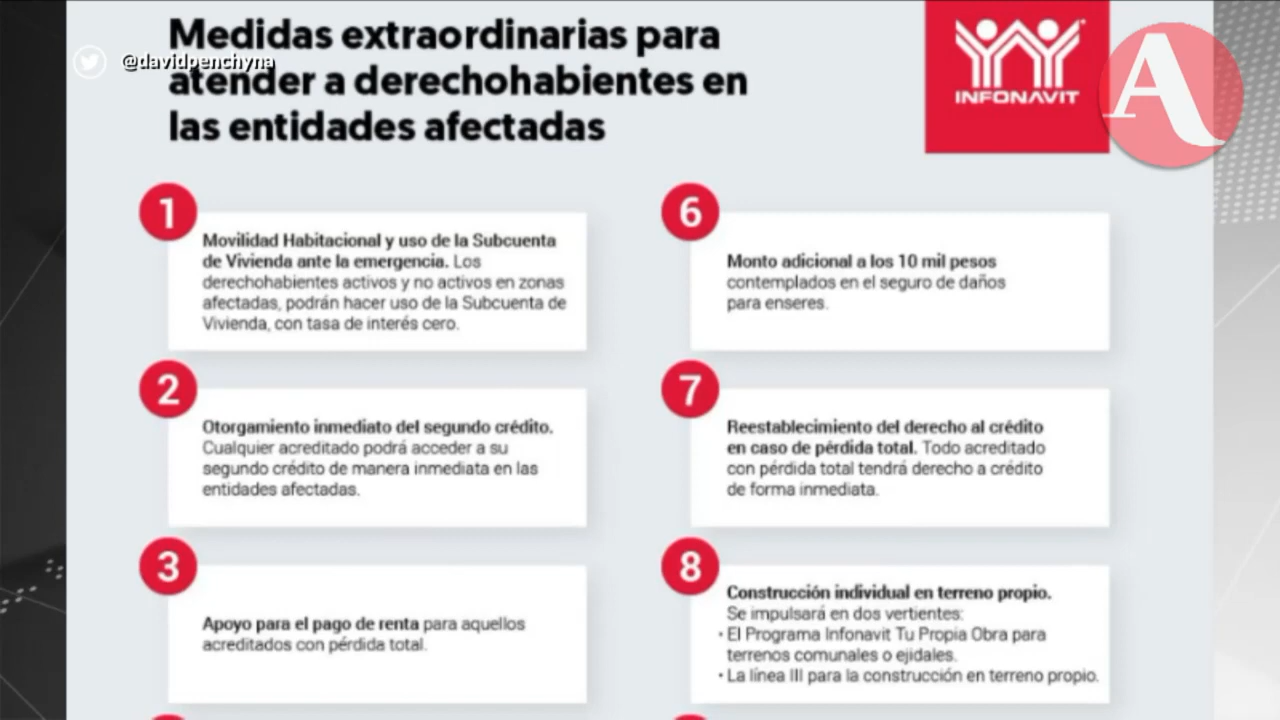 Medidas extraordinarias para
atender a derechohabientes en
las entidades afectadas
@davidpenchyna
INFONAVIT
A
1
Movilidad Habitacional y uso de la Subcuenta
de Vivienda ante la emergencia. Los
derechohabientes activos y no activos en zonas
afectadas, podrán hacer uso de la Subcuenta de
Vivienda, con tasa de interés cero.
2
Otorgamiento inmediato del segundo crédito.
Cualquier acreditado podrá acceder a su
segundo crédito de manera inmediata en las
entidades afectadas.
3
Apoyo para el pago de renta para aquellos
acreditados con pérdida total.
6
Monto adicional a los 10 mil pesos
contemplados en el seguro de daños
para enseres.
7
Reestablecimiento del derecho al crédito
en caso de pérdida total. Todo acreditado
con pérdida total tendrá derecho a crédito
de forma inmediata.
8
Construcción individual en terreno propio.
Se impulsará en dos vertientes:
• El Programa Infonavit Tu Propia Obra para
terrenos comunales o ejidales.
• La línea III para la construcción en terreno propio.